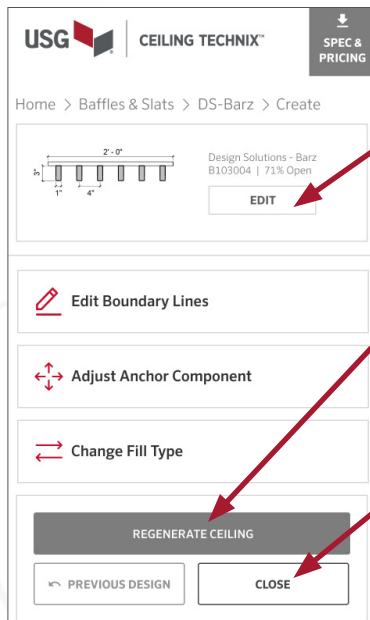 USG CEILING TECHNIX™
SPEC &
PRICING
Home > Baffles & Slats > DS-Barz > Create
2' - 0"
3"
1"
4"
Design Solutions - Barz
B103004 | 71% Open
EDIT
Edit Boundary Lines
Adjust Anchor Component
Change Fill Type
REGENERATE CEILING
PREVIOUS DESIGN
CLOSE